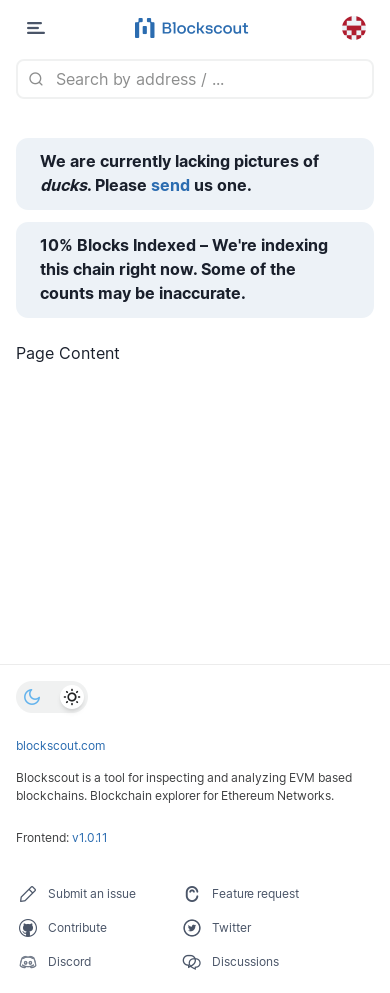 Blockscout
Search by address / ...
We are currently lacking pictures of
ducks. Please send us one.
10% Blocks Indexed – We're indexing
this chain right now. Some of the
counts may be inaccurate.
Page Content
blockscout.com
Blockscout is a tool for inspecting and analyzing EVM based
blockchains. Blockchain explorer for Ethereum Networks.
Frontend: v1.0.11
Submit an issue
Feature request
Contribute
Twitter
Discord
Discussions